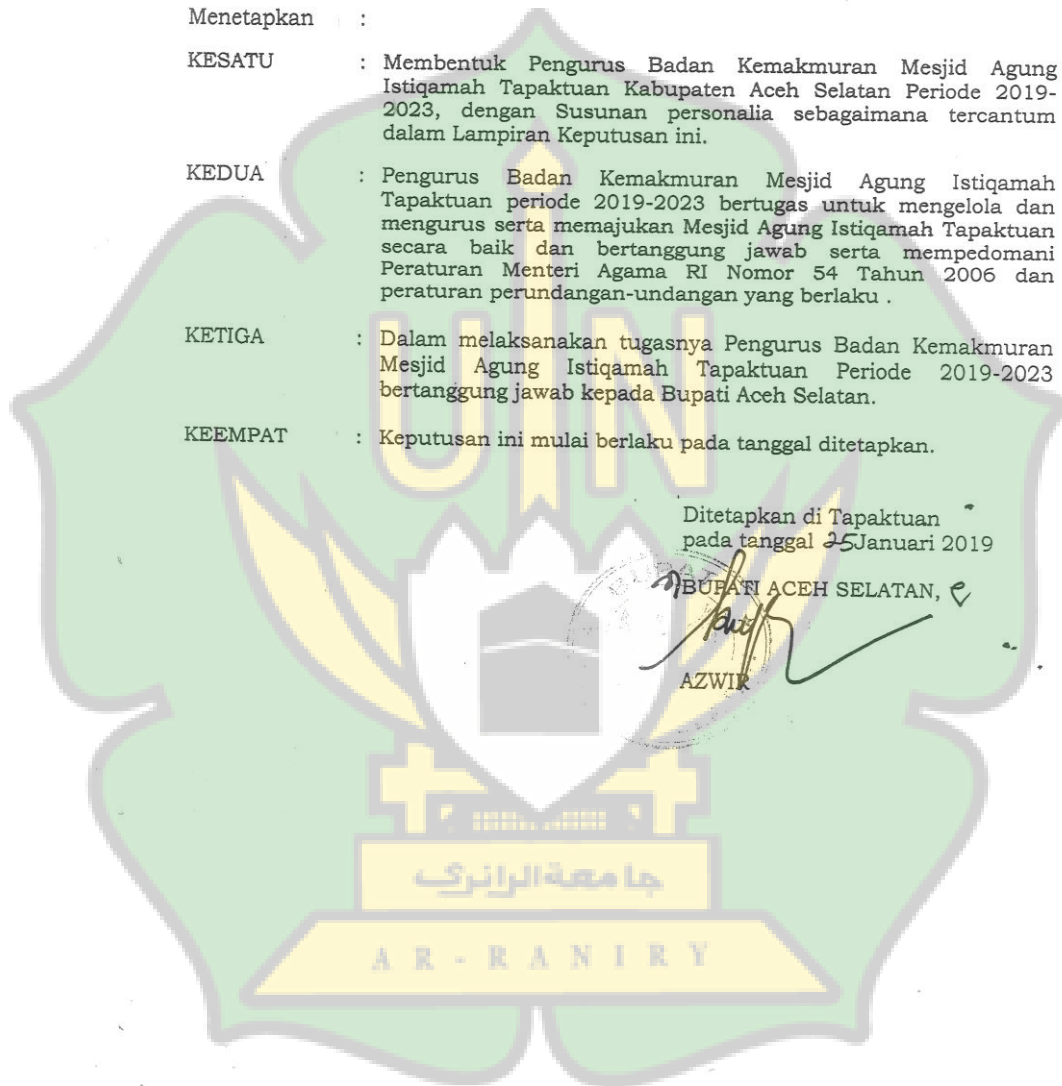 Menetapkan :
KESATU : Membentuk Pengurus Badan Kemakmuran Mesjid Agung
Istiqamah Tapaktuan Kabupaten Aceh Selatan Periode 2019-
2023, dengan Susunan personalia sebagaimana tercantum
dalam Lampiran Keputusan ini.
KEDUA : Pengurus Badan Kemakmuran Mesjid Agung Istiqamah
Tapaktuan periode 2019-2023 bertugas untuk mengelola dan
mengurus serta memajukan Mesjid Agung Istiqamah Tapaktuan
secara baik dan bertanggung jawab serta mempedomani
Peraturan Menteri Agama RI Nomor 54 Tahun 2006 dan
peraturan perundangan-undangan yang berlaku .
KETIGA : Dalam melaksanakan tugasnya Pengurus Badan Kemakmuran
Mesjid Agung Istiqamah Tapaktuan Periode 2019-2023
bertanggung jawab kepada Bupati Aceh Selatan.
KEEMPAT : Keputusan ini mulai berlaku pada tanggal ditetapkan.
Ditetapkan di Tapaktuan
pada tanggal 25 Januari 2019
BUPATI ACEH SELATAN,
AZWIR
UIN
جامعة الرانري
AR-RANIRY